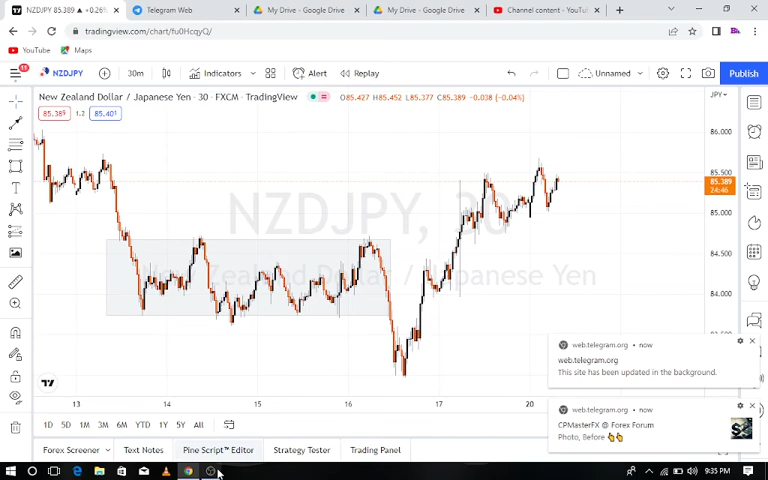 NZDJPY 85.389 ▲ +0.26%
Telegram Web
My Drive - Google Drive
My Drive - Google Drive
Channel content - YouTu
tradingview.com/chart/fu0HcqyQ/
YouTube
Maps
11
NZDJPY
30m
Indicators
Alert
Replay
Unnamed
Publish
New Zealand Dollar / Japanese Yen · 30 · FXCM · TradingView
O85.427 H85.452 L85.377 C85.389 -0.038 (-0.04%)
JPY
85.389
1.2
85.401
86.000
85.500
85.389
24:46
85.000
84.500
84.000
NZDJPY, 30
New Zealand Dollar / Japanese Yen
web.telegram.org • now
web.telegram.org
This site has been updated in the background.
web.telegram.org • now
CPMasterFX @ Forex Forum
Photo, Before 👆👆
13
14
15
16
17
20
1D 5D 1M 3M 6M YTD 1Y 5Y All
Forex Screener
Text Notes
Pine Script™ Editor
Strategy Tester
Trading Panel
9:35 PM